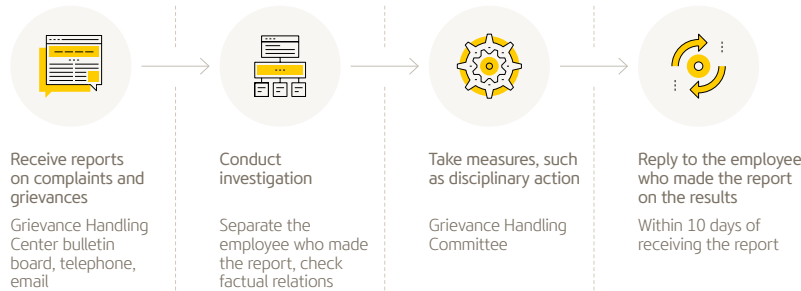 Receive reports
on complaints and
grievances
Grievance Handling
Center bulletin
board, telephone,
email
Conduct
investigation
Separate the
employee who made
the report, check
factual relations
Take measures, such
as disciplinary action
Grievance Handling
Committee
Reply to the employee
who made the report
on the results
Within 10 days of
receiving the report